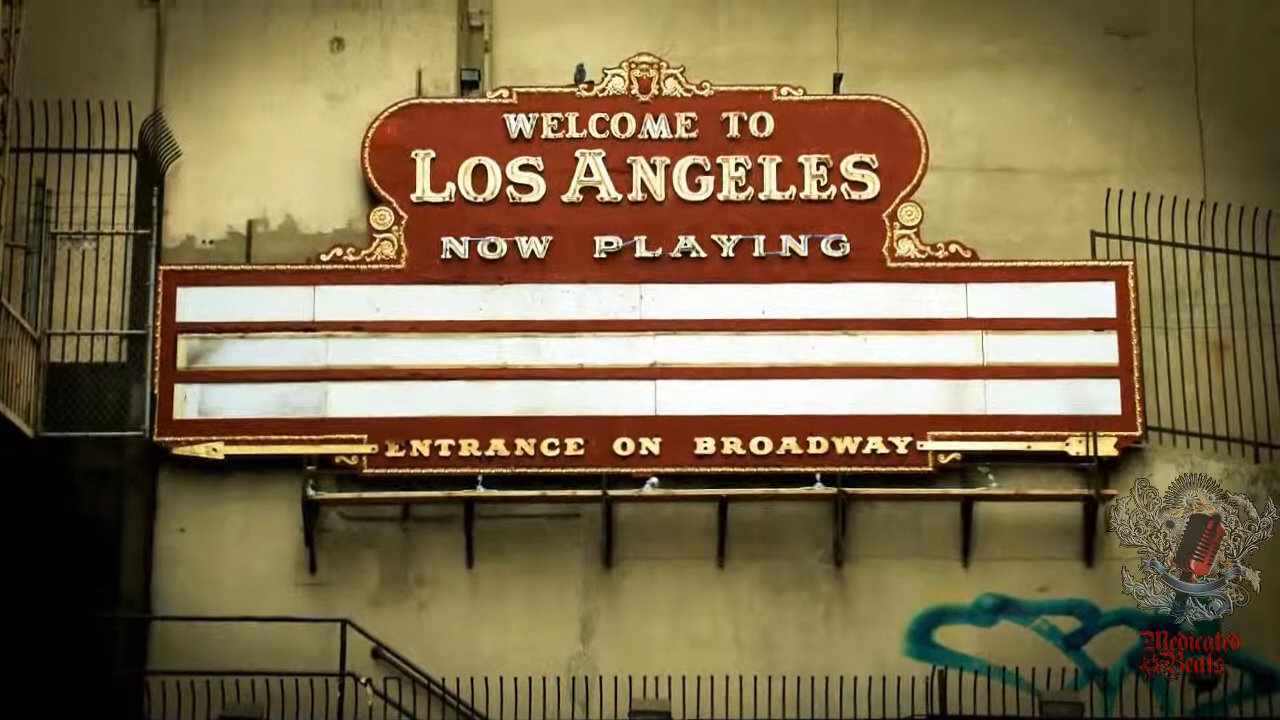 WELCOME TO
LOS ANGELES
NOW PLAYING
ENTRANCE ON BROADWAY
Medicated
Beats